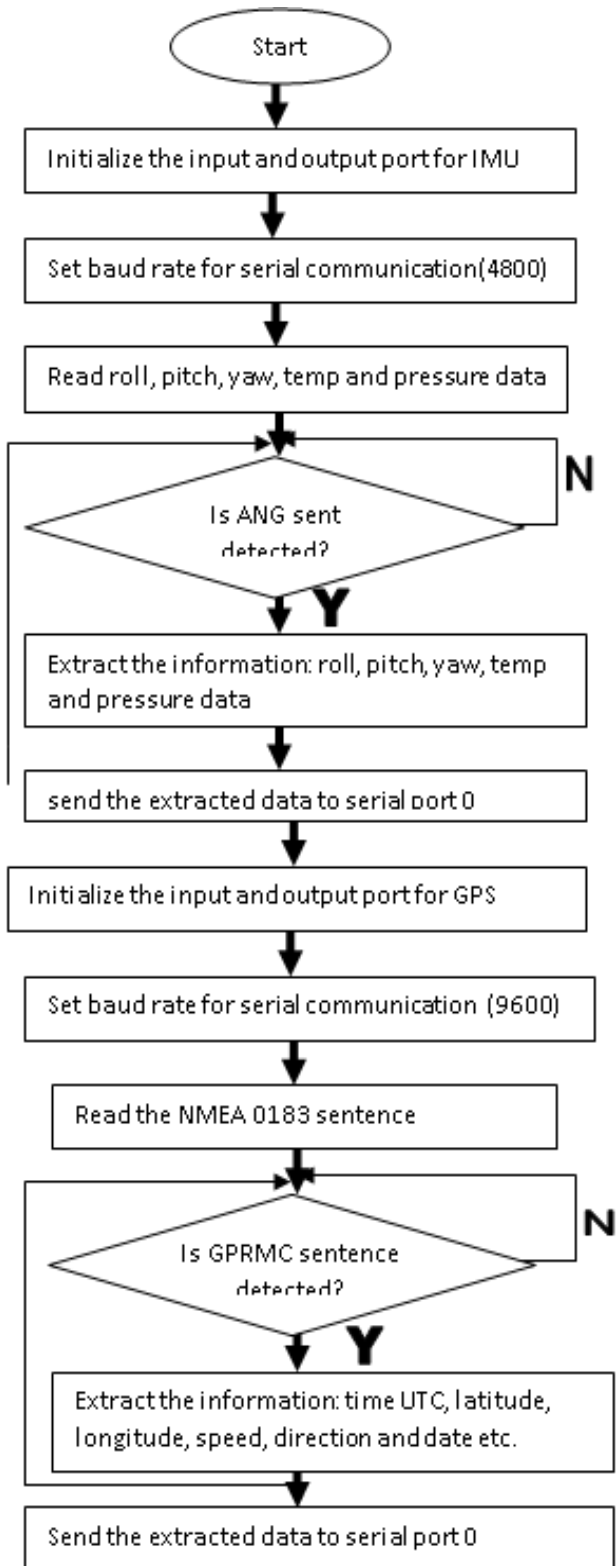 Start
Initialize the input and output port for IMU
Set baud rate for serial communication(4800)
Read roll, pitch, yaw, temp and pressure data
N
Is ANG sent
detected?
Y
Extract the information: roll, pitch, yaw, temp
and pressure data
send the extracted data to serial port 0
Initialize the input and output port for GPS
Set baud rate for serial communication (9600)
Read the NMEA 0183 sentence
N
Is GPRMC sentence
detected?
Y
Extract the information: time UTC, latitude,
longitude, speed, direction and date etc.
Send the extracted data to serial port 0